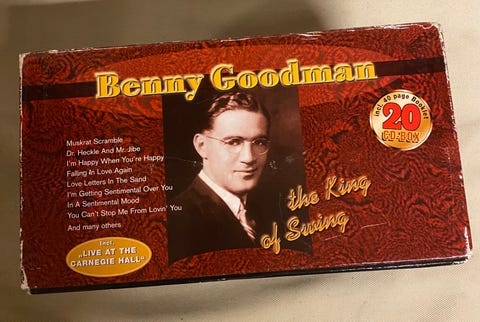 Benny Goodman
incl. 40 page Booklet
20
CD-BOX
Muskrat Scramble
Dr. Heckle And Mr. Jibe
I'm Happy When You're Happy
Falling In Love Again
Love Letters In The Sand
I'm Getting Sentimental Over You
In A Sentimental Mood
You Can't Stop Me From Lovin' You
And many others
the King
of Swing
Incl.
„LIVE AT THE
CARNEGIE HALL"